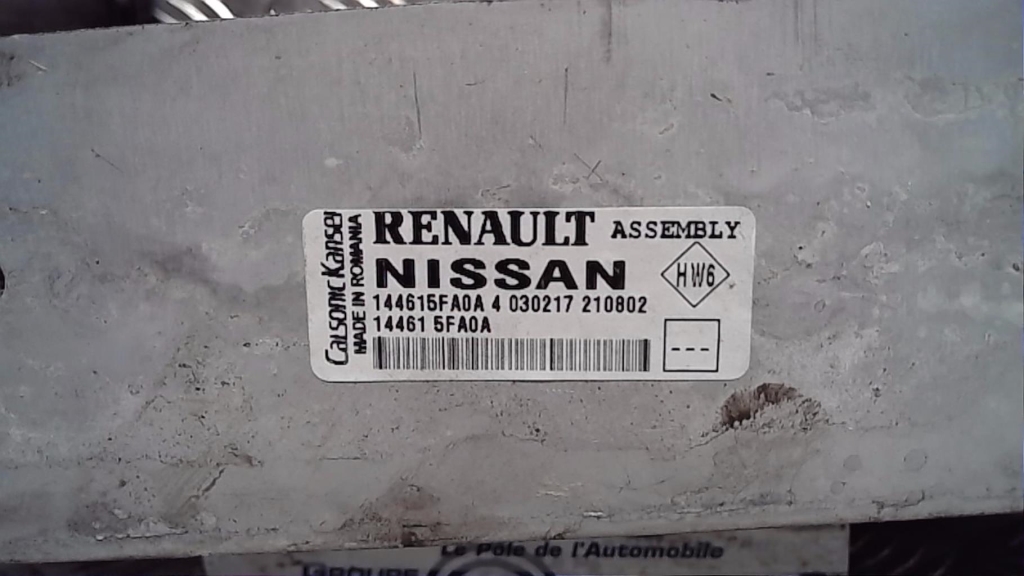 Calsonic Kansei
MADE IN ROMANIA
RENAULT ASSEMBLY
NISSAN
HW6
144615FA0A 4 030217 210802
14461 5FA0A
---
Le Pôle de l'Automobile
GROUPE